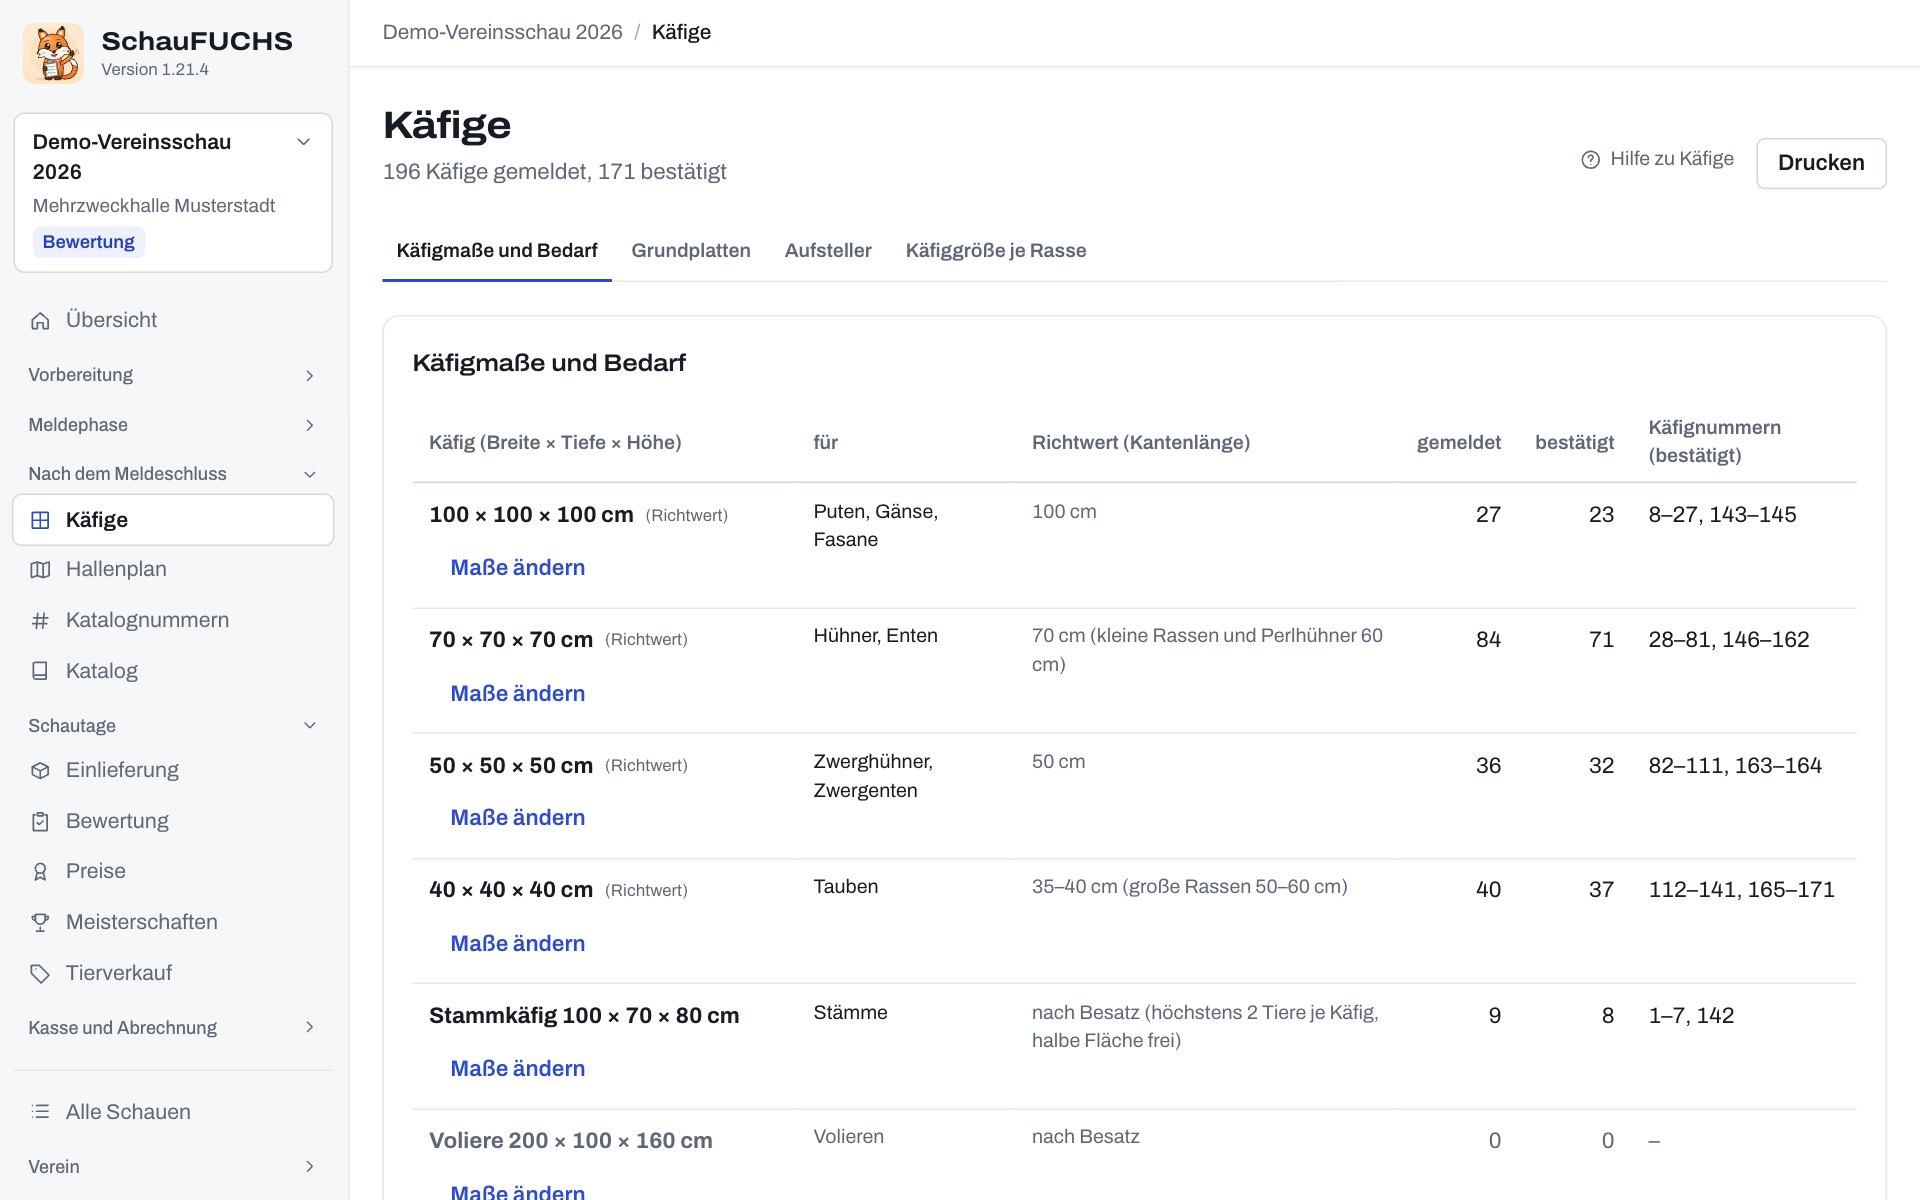 SchauFUCHS
Version 1.21.4
Demo-Vereinsschau
2026
Mehrzweckhalle Musterstadt
Bewertung
Übersicht
Vorbereitung
Meldephase
Nach dem Meldeschluss
Käfige
Hallenplan
Katalognummern
Katalog
Schautage
Einlieferung
Bewertung
Preise
Meisterschaften
Tierverkauf
Kasse und Abrechnung
Alle Schauen
Verein
Demo-Vereinsschau 2026 / Käfige
Käfige
196 Käfige gemeldet, 171 bestätigt
Hilfe zu Käfige
Drucken
Käfigmaße und Bedarf Grundplatten Aufsteller Käfiggröße je Rasse
Käfigmaße und Bedarf
Käfig (Breite × Tiefe × Höhe) für Richtwert (Kantenlänge) gemeldet bestätigt Käfignummern
(bestätigt)
100 × 100 × 100 cm (Richtwert) Puten, Gänse, 100 cm 27 23 8–27, 143–145
Fasane
Maße ändern
70 × 70 × 70 cm (Richtwert) Hühner, Enten 70 cm (kleine Rassen und Perlhühner 60 84 71 28–81, 146–162
cm)
Maße ändern
50 × 50 × 50 cm (Richtwert) Zwerghühner, 50 cm 36 32 82–111, 163–164
Zwergenten
Maße ändern
40 × 40 × 40 cm (Richtwert) Tauben 35–40 cm (große Rassen 50–60 cm) 40 37 112–141, 165–171
Maße ändern
Stammkäfig 100 × 70 × 80 cm Stämme nach Besatz (höchstens 2 Tiere je Käfig, 9 8 1–7, 142
halbe Fläche frei)
Maße ändern
Voliere 200 × 100 × 160 cm Volieren nach Besatz 0 0 –
Maße ändern